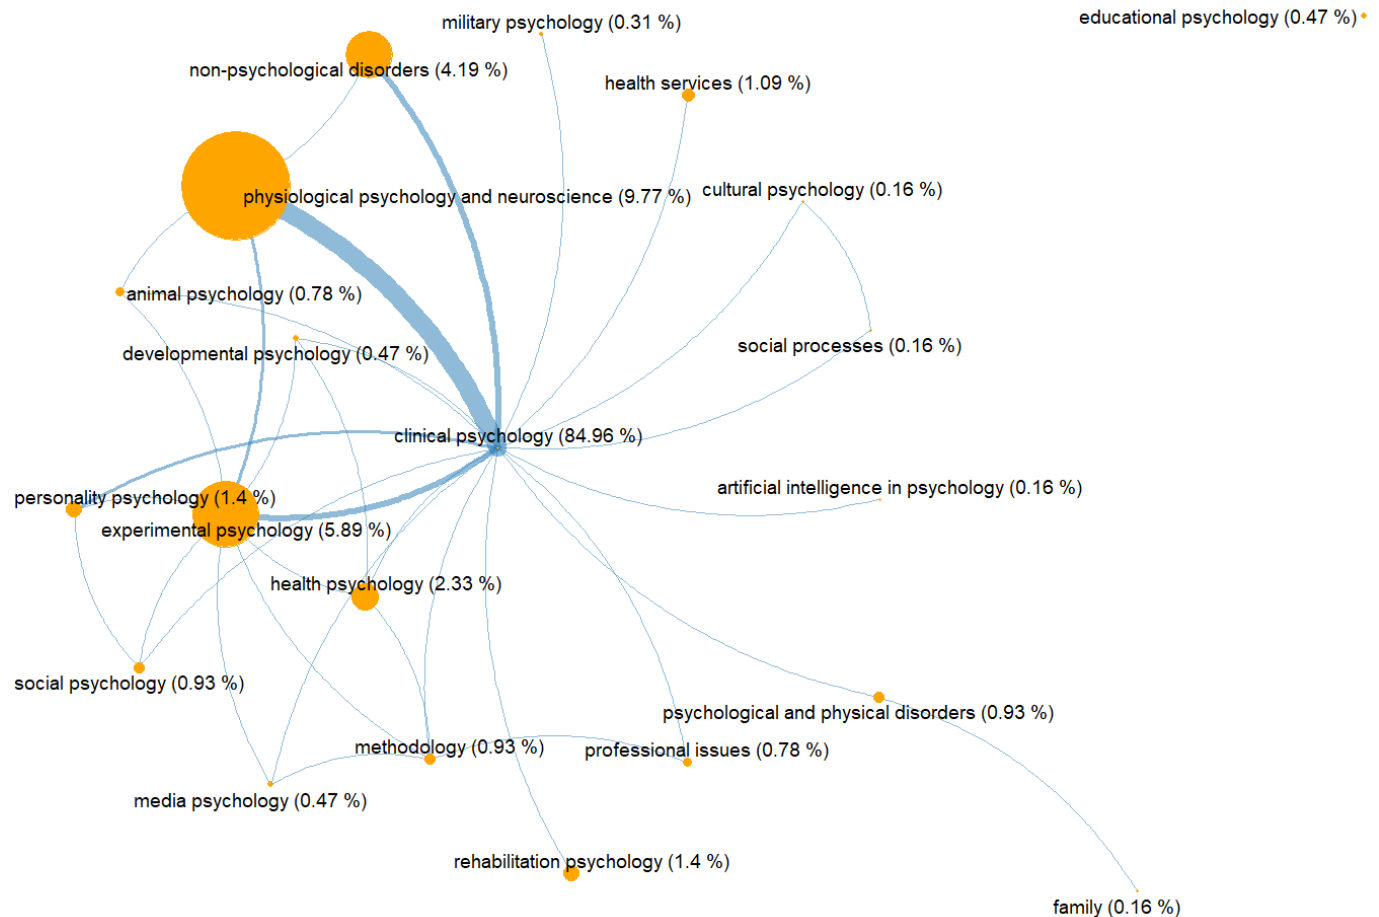 educational psychology (0.47 %)
military psychology (0.31 %)
non-psychological disorders (4.19 %)
health services (1.09 %)
physiological psychology and neuroscience (9.77 %)
cultural psychology (0.16 %)
animal psychology (0.78 %)
developmental psychology (0.47 %)
social processes (0.16 %)
clinical psychology (84.96 %)
artificial intelligence in psychology (0.16 %)
personality psychology (1.4 %)
experimental psychology (5.89 %)
health psychology (2.33 %)
social psychology (0.93 %)
psychological and physical disorders (0.93 %)
methodology (0.93 %)
professional issues (0.78 %)
media psychology (0.47 %)
rehabilitation psychology (1.4 %)
family (0.16 %)